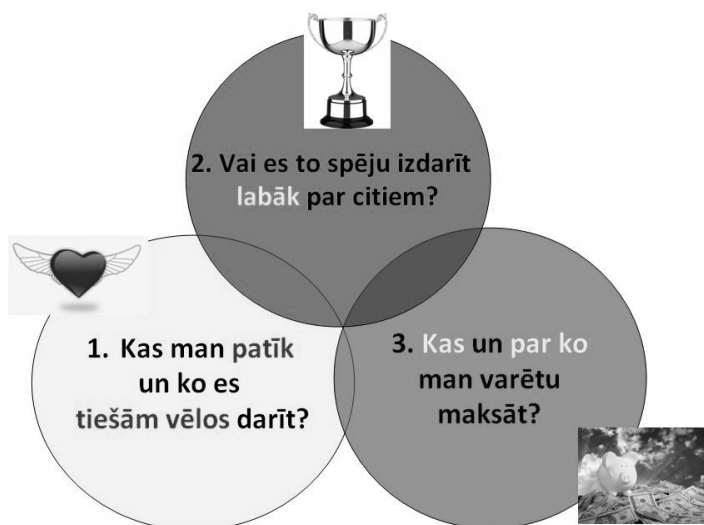 2. Vai es to spēju izdarīt
labāk par citiem?
1. Kas man patīk
un ko es
tiešām vēlos darīt?
3. Kas un par ko
man varētu
maksāt?